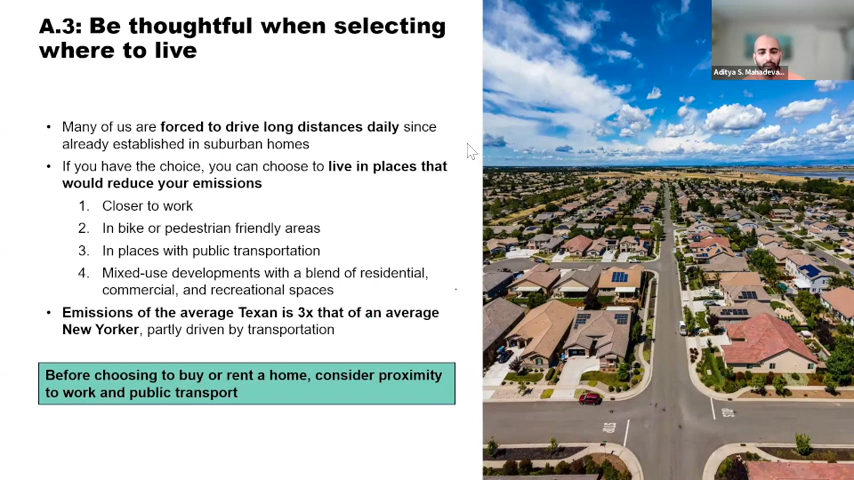 A.3: Be thoughtful when selecting
where to live
Aditya S. Mahadeva...
• Many of us are forced to drive long distances daily since
already established in suburban homes
• If you have the choice, you can choose to live in places that
would reduce your emissions
1. Closer to work
2. In bike or pedestrian friendly areas
3. In places with public transportation
4. Mixed-use developments with a blend of residential,
commercial, and recreational spaces
• Emissions of the average Texan is 3x that of an average
New Yorker, partly driven by transportation
Before choosing to buy or rent a home, consider proximity
to work and public transport
STOP
STOP